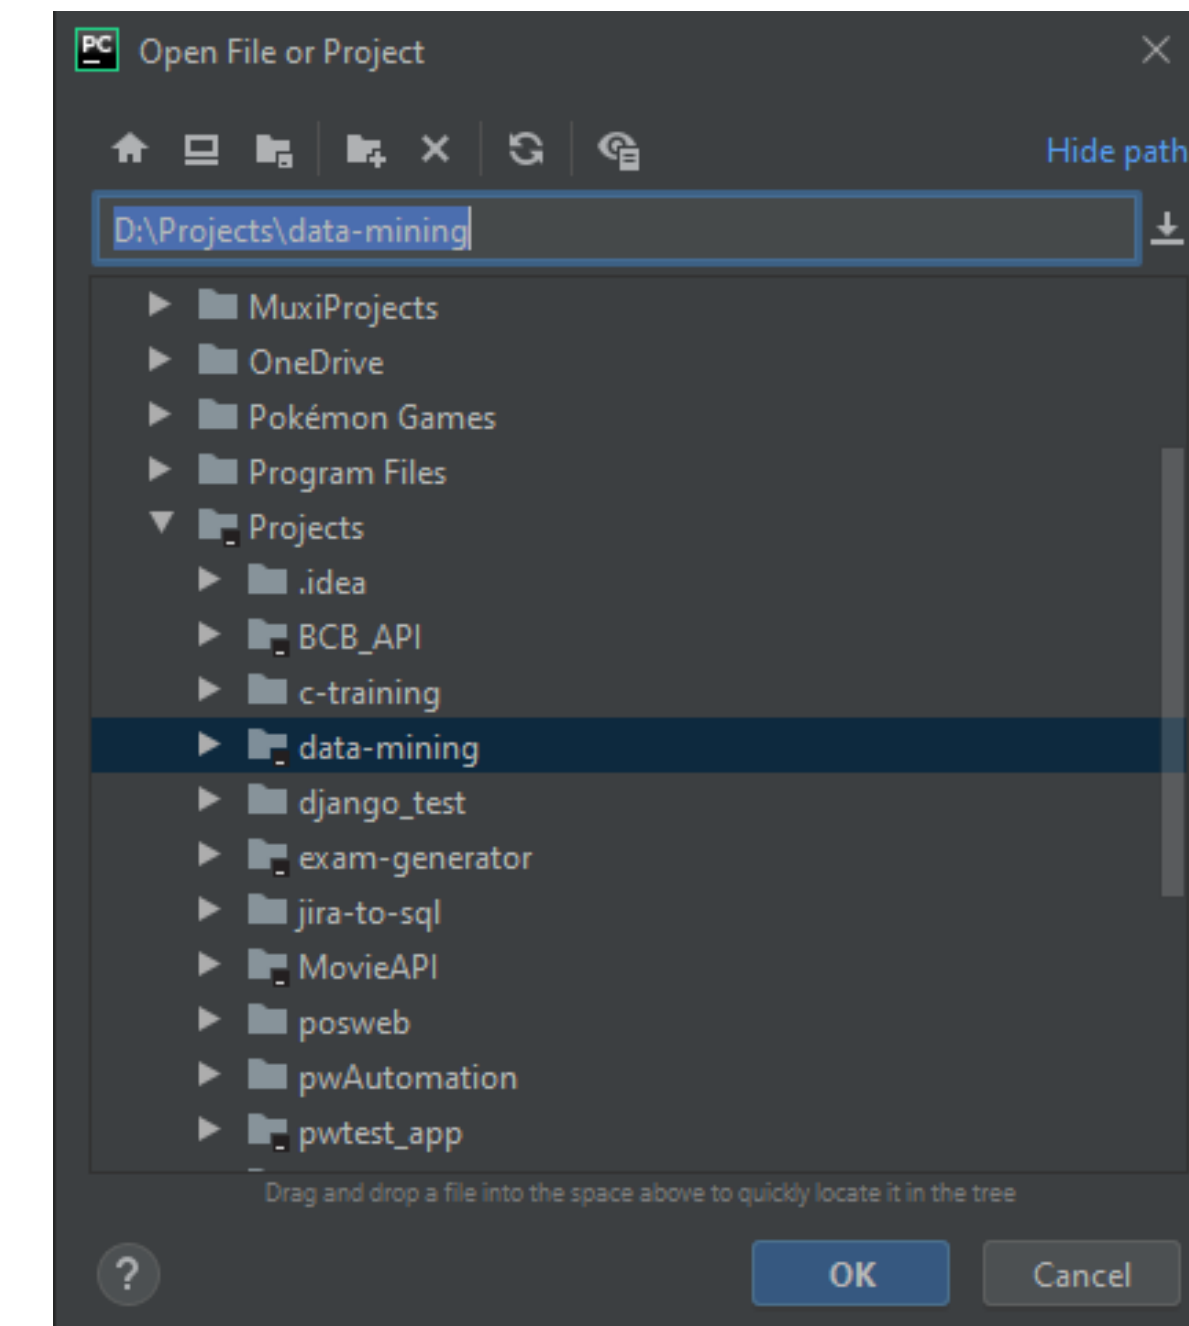 PC Open File or Project
Hide path
D:\Projects\data-mining
MuxiProjects
OneDrive
Pokémon Games
Program Files
Projects
.idea
BCB_API
c-training
data-mining
django_test
exam-generator
jira-to-sql
MovieAPI
posweb
pwAutomation
pwtest_app
Drag and drop a file into the space above to quickly locate it in the tree
? OK Cancel